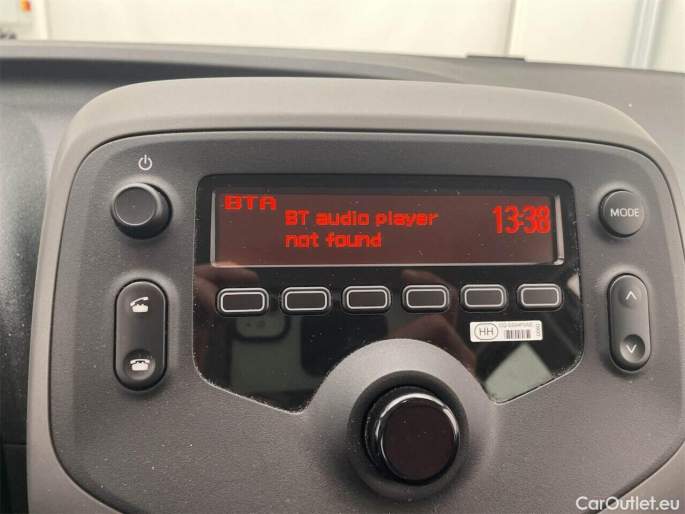 BTA
BT audio player
not found
13:38
MODE
HH
CarOutlet.eu